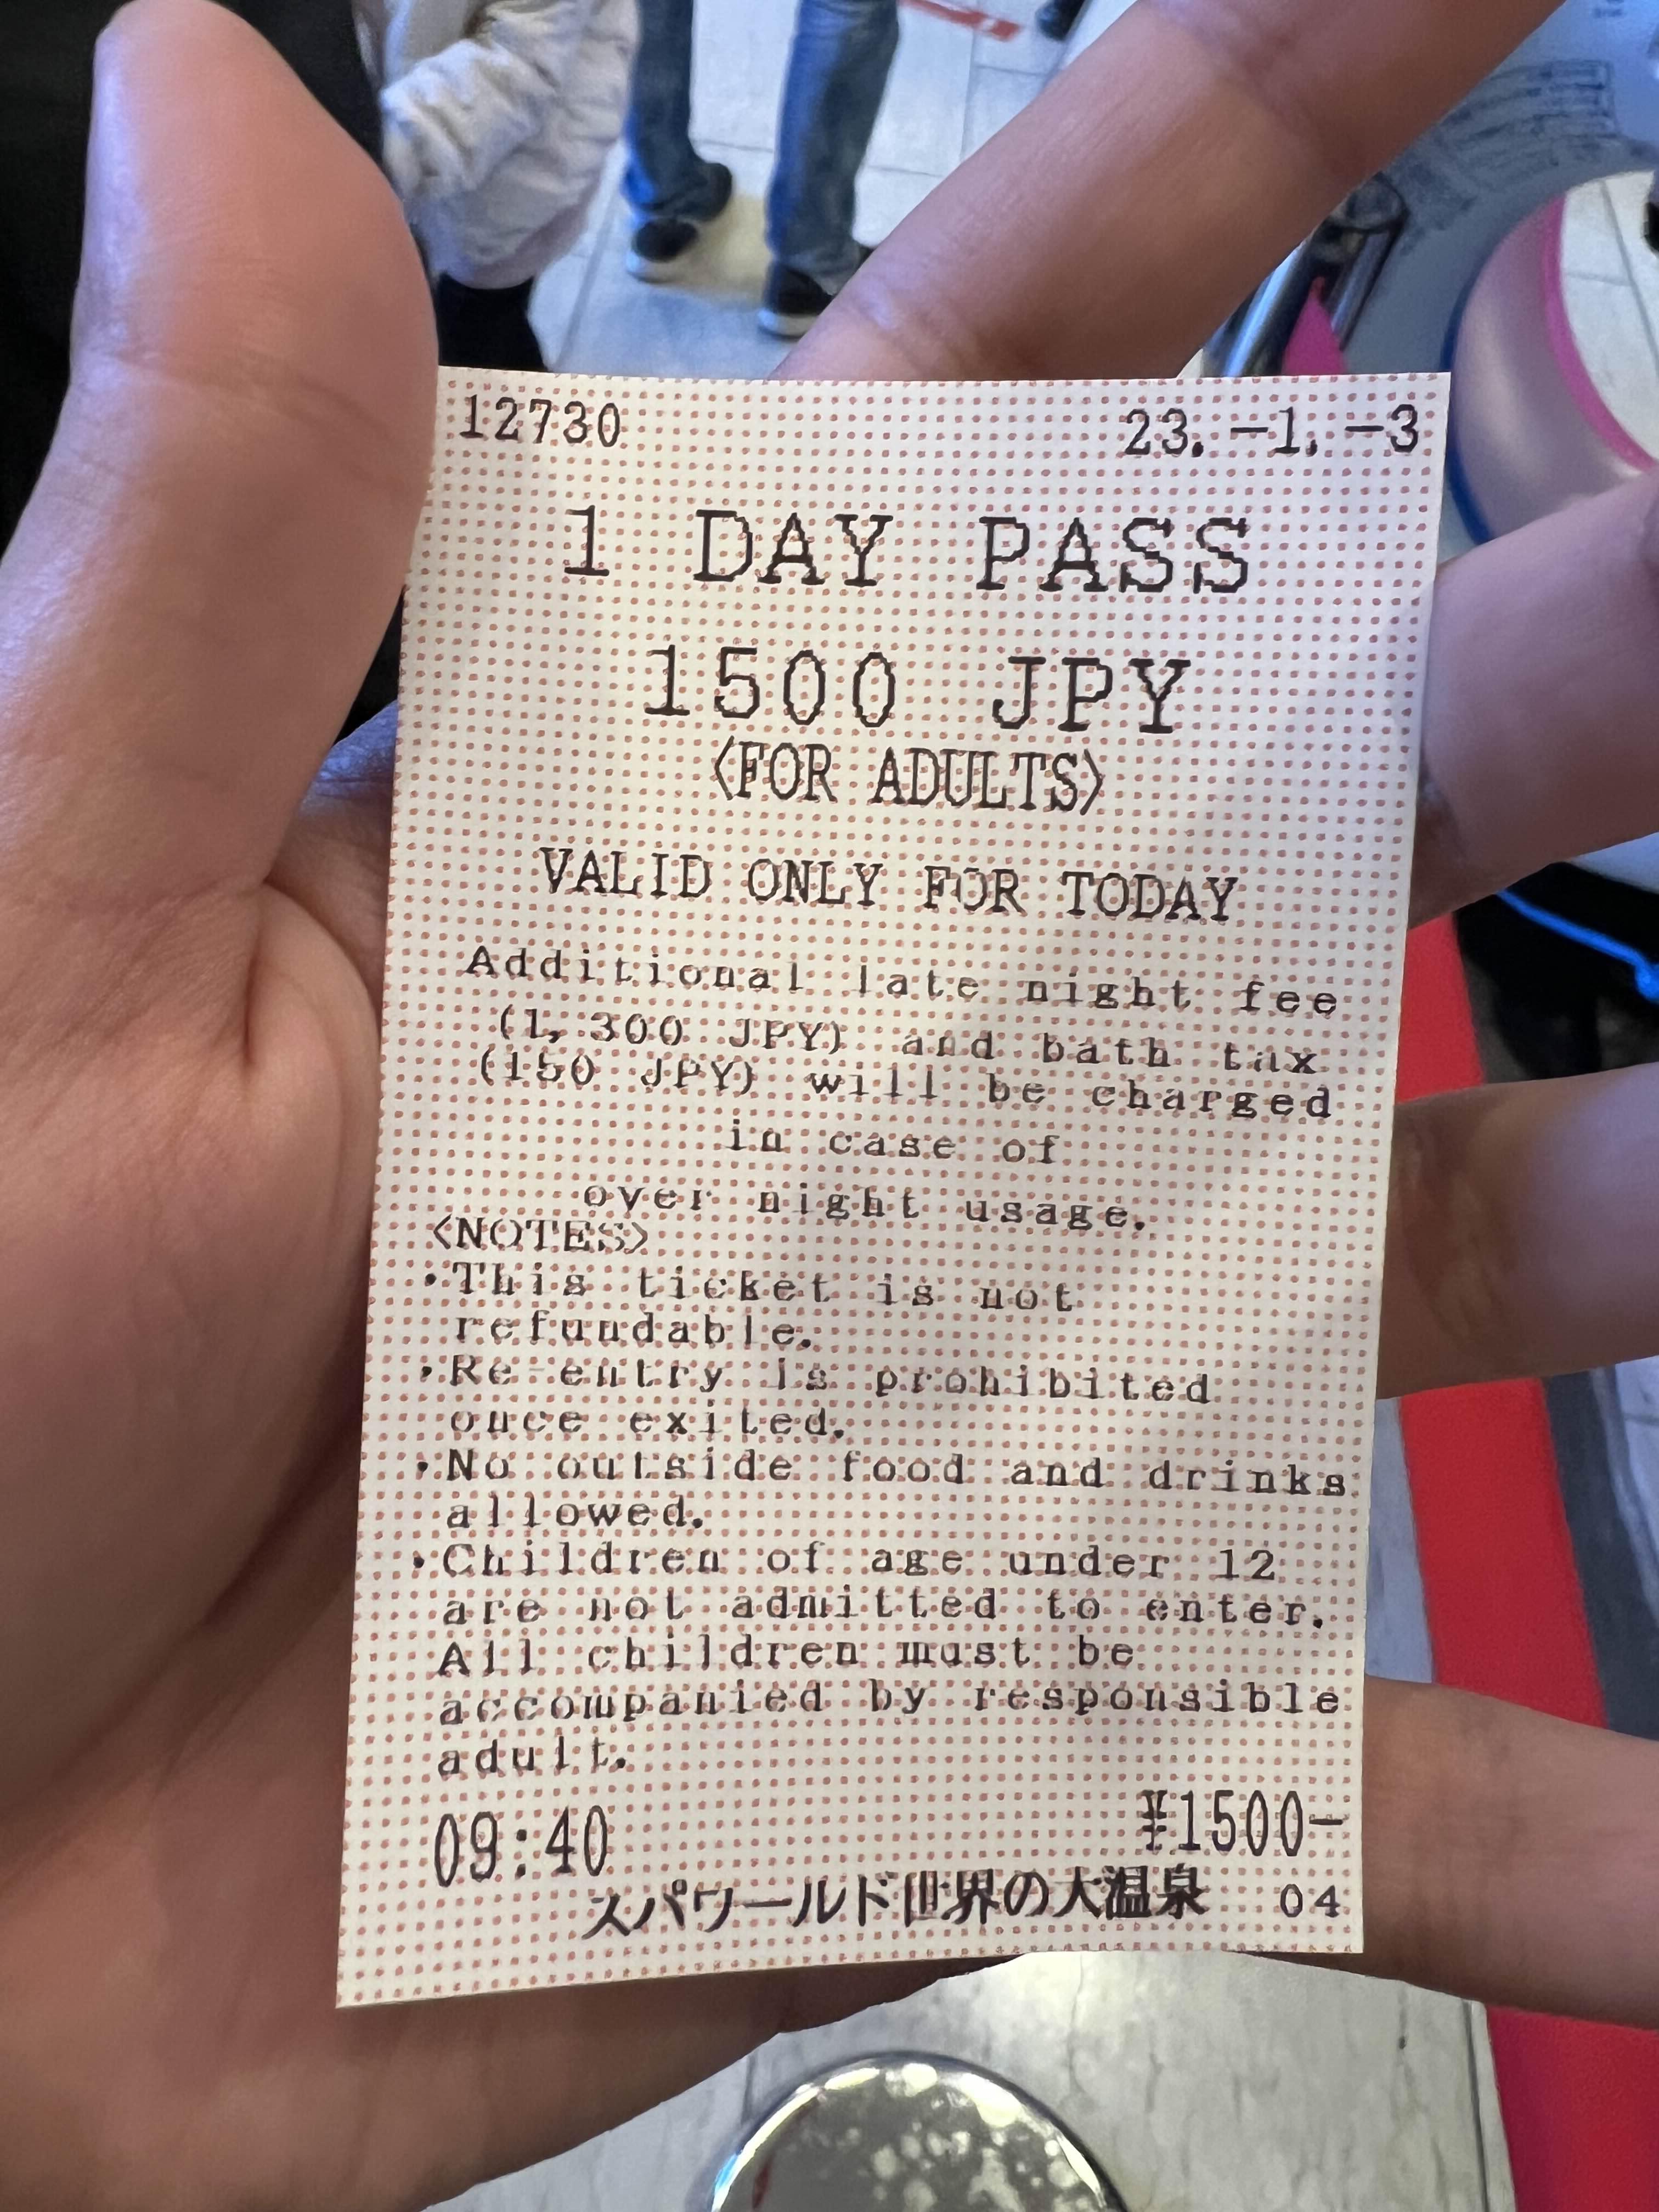 12730 23.-1.-3
1 DAY PASS
1500 JPY
<FOR ADULTS>
VALID ONLY FOR TODAY
Additional late night fee
(1,300 JPY) and bath tax
(150 JPY) will be charged
in case of
over night usage.
<NOTES>
・This ticket is not
refundable.
・Re-entry is prohibited
once exited.
・No outside food and drinks
allowed.
・Children of age under 12
are not admitted to enter.
All children must be
accompanied by responsible
adult.
09:40 ¥1500-
スパワールド世界の大温泉 04